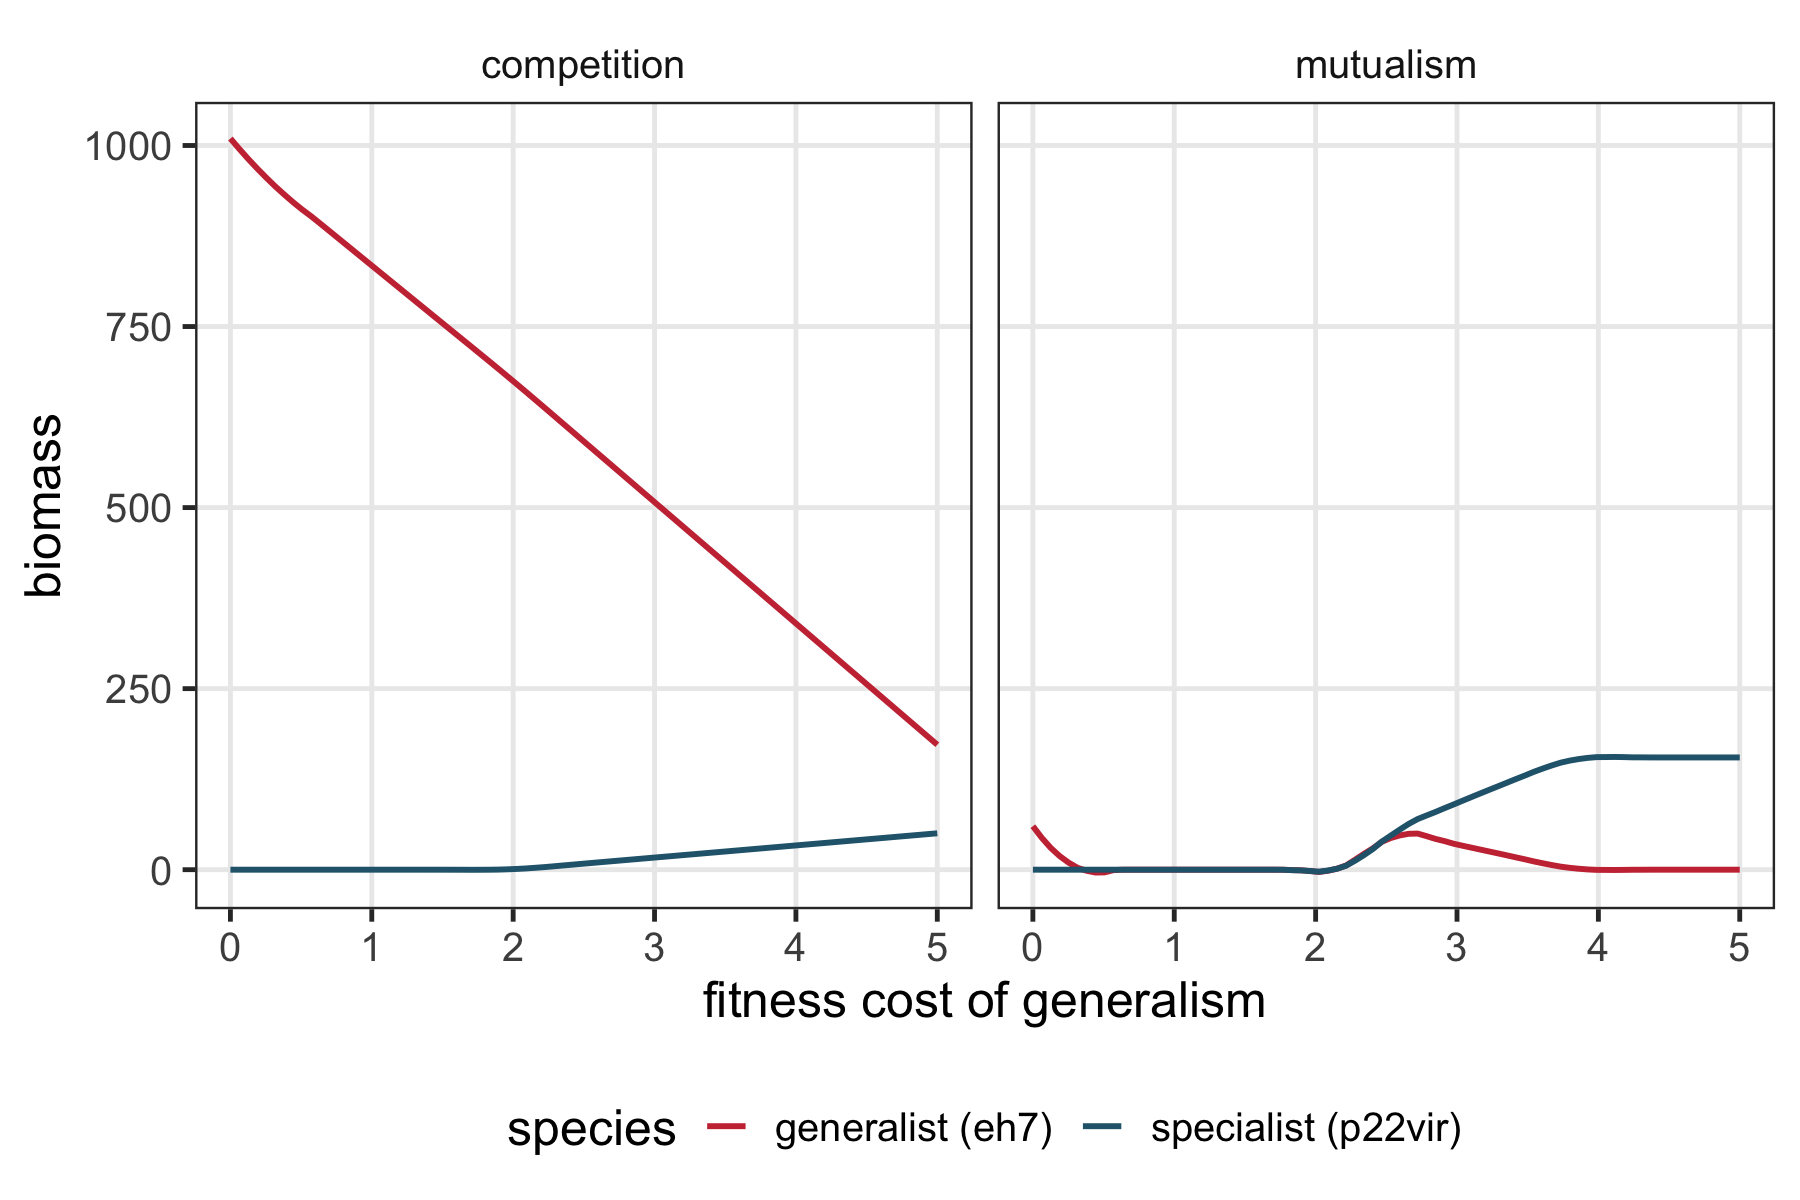 competition
mutualism
1000
750
500
250
0
biomass
0 1 2 3 4 5
0 1 2 3 4 5
fitness cost of generalism
species generalist (eh7) specialist (p22vir)